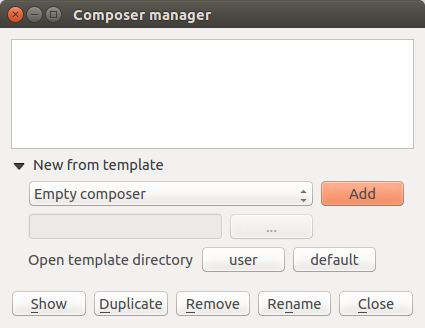 Composer manager
New from template
Empty composer Add
...
Open template directory user default
Show Duplicate Remove Rename Close